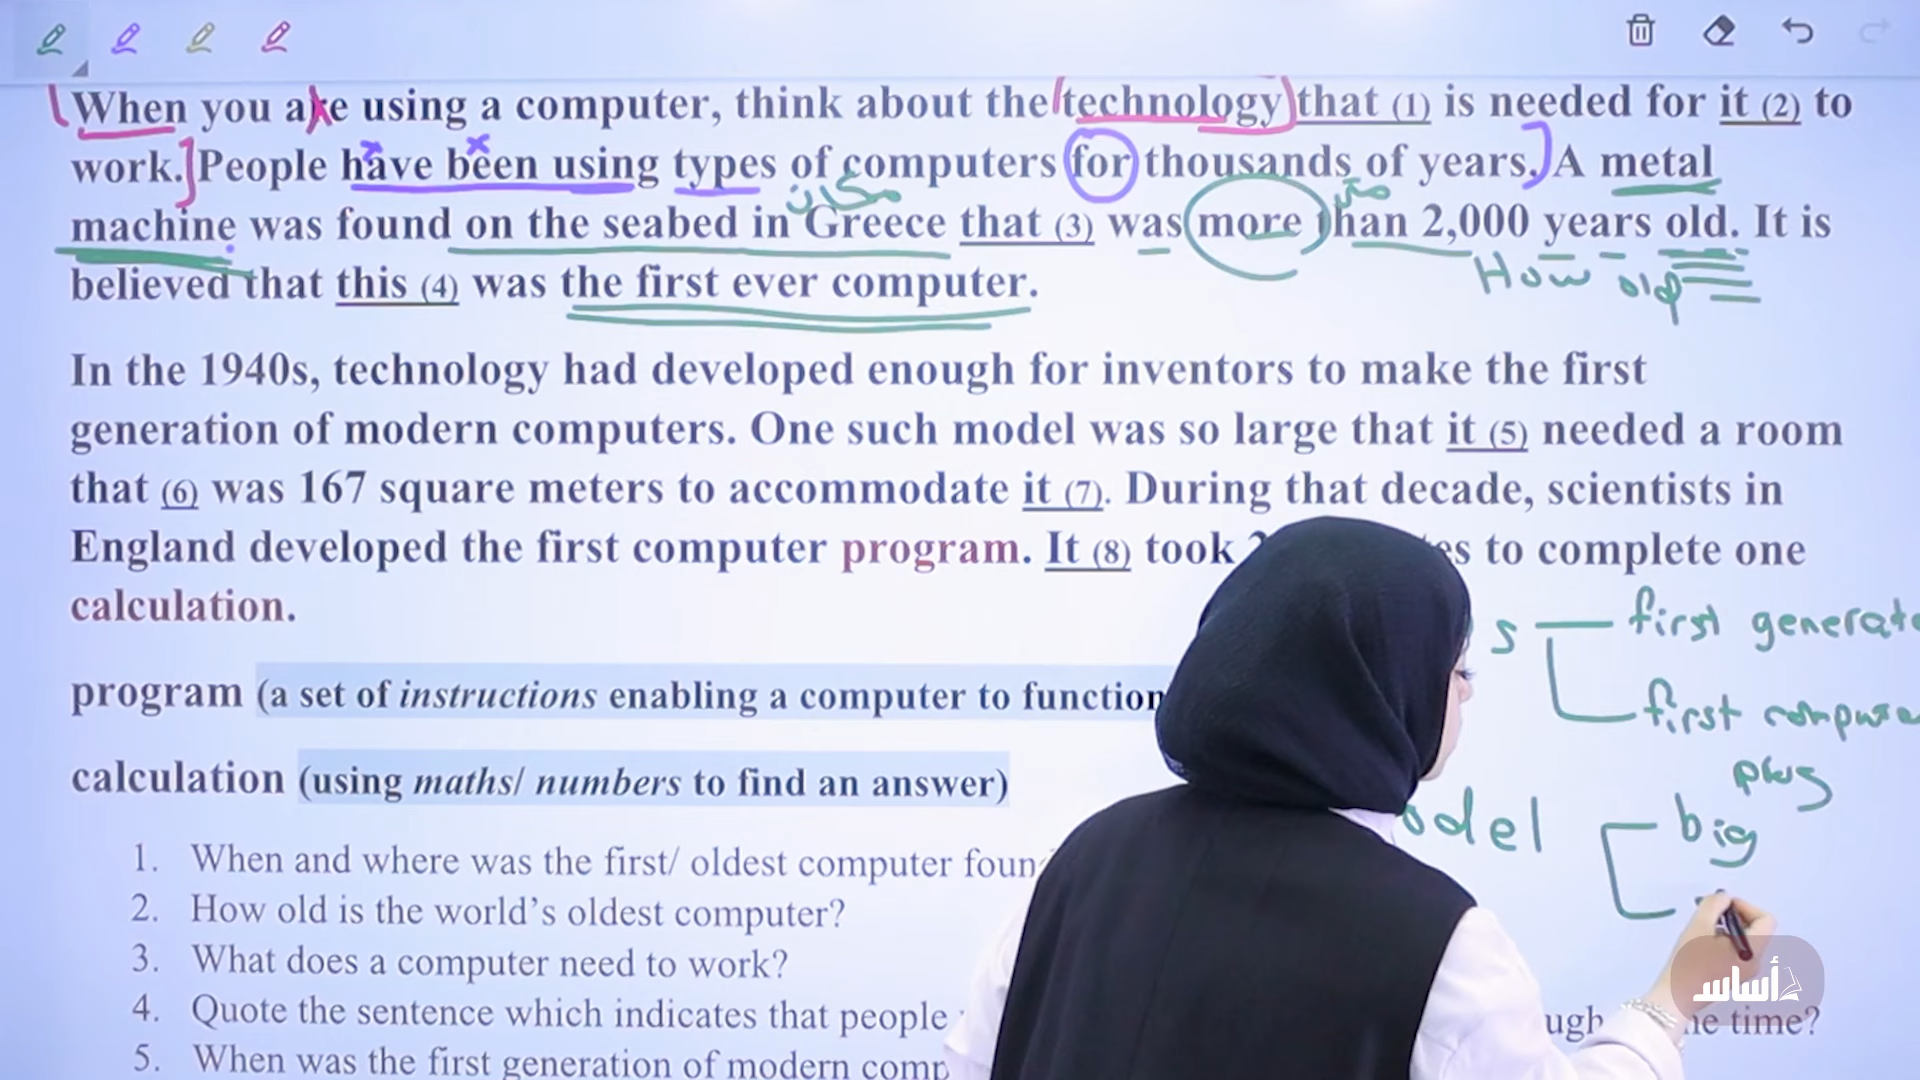 When you are using a computer, think about the technology that (1) is needed for it (2) to
work. People have been using types of computers for thousands of years. A metal
مكان
machine was found on the seabed in Greece that (3) was more than 2,000 years old. It is
believed that this (4) was the first ever computer.
How old
In the 1940s, technology had developed enough for inventors to make the first
generation of modern computers. One such model was so large that it (5) needed a room
that (6) was 167 square meters to accommodate it (7). During that decade, scientists in
England developed the first computer program. It (8) took to complete one
calculation.
s first
program (a set of instructions enabling a computer to function
first
calculation (using maths/ numbers to find an answer)
odel big
1. When and where was the first/ oldest computer foun
2. How old is the world's oldest computer?
3. What does a computer need to work?
4. Quote the sentence which indicates that people time?
5. When was the first generation of modern comp
أساس